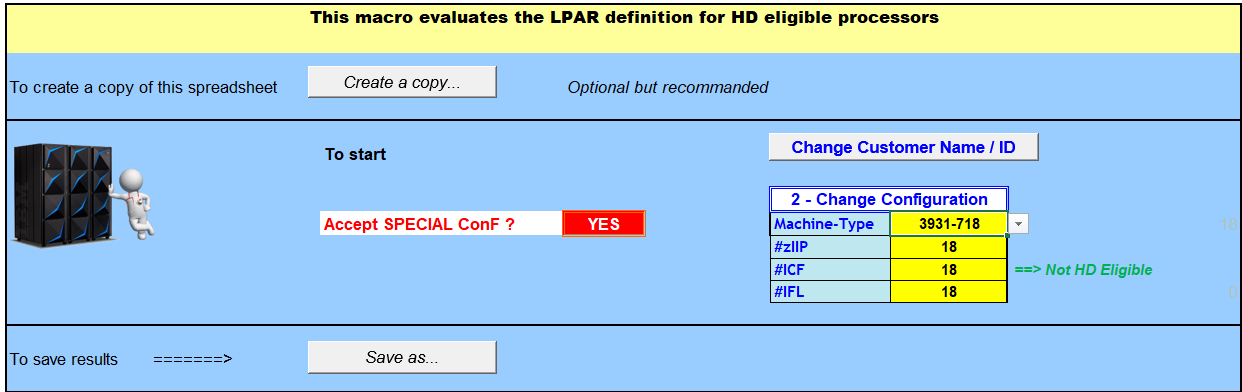 This macro evaluates the LPAR definition for HD eligible processors
To create a copy of this spreadsheet
Create a copy...
Optional but recommanded
To start
Change Customer Name / ID
2 - Change Configuration
Accept SPECIAL ConF ? YES
Machine-Type 3931-718
18
#zIIP 18
#ICF 18
==> Not HD Eligible
#IFL 18
0
To save results =======>
Save as...